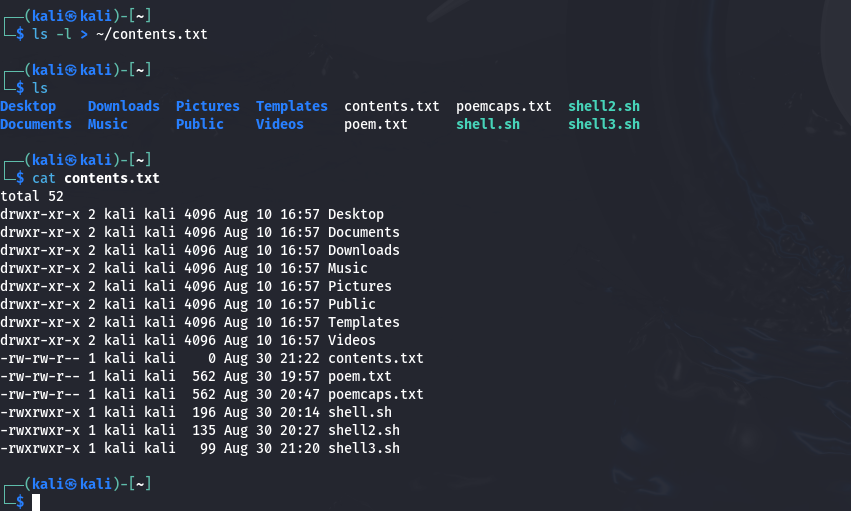 ┌──(kali㉿kali)-[~]
└─$ ls -l > ~/contents.txt
┌──(kali㉿kali)-[~]
└─$ ls
Desktop    Downloads  Pictures  Templates  contents.txt  poemcaps.txt  shell2.sh
Documents  Music      Public    Videos     poem.txt      shell.sh      shell3.sh
┌──(kali㉿kali)-[~]
└─$ cat contents.txt
total 52
drwxr-xr-x 2 kali kali 4096 Aug 10 16:57 Desktop
drwxr-xr-x 2 kali kali 4096 Aug 10 16:57 Documents
drwxr-xr-x 2 kali kali 4096 Aug 10 16:57 Downloads
drwxr-xr-x 2 kali kali 4096 Aug 10 16:57 Music
drwxr-xr-x 2 kali kali 4096 Aug 10 16:57 Pictures
drwxr-xr-x 2 kali kali 4096 Aug 10 16:57 Public
drwxr-xr-x 2 kali kali 4096 Aug 10 16:57 Templates
drwxr-xr-x 2 kali kali 4096 Aug 10 16:57 Videos
-rw-rw-r-- 1 kali kali    0 Aug 30 21:22 contents.txt
-rw-rw-r-- 1 kali kali  562 Aug 30 19:57 poem.txt
-rw-rw-r-- 1 kali kali  562 Aug 30 20:47 poemcaps.txt
-rwxrwxr-x 1 kali kali  196 Aug 30 20:14 shell.sh
-rwxrwxr-x 1 kali kali  135 Aug 30 20:27 shell2.sh
-rwxrwxr-x 1 kali kali   99 Aug 30 21:20 shell3.sh
┌──(kali㉿kali)-[~]
└─$